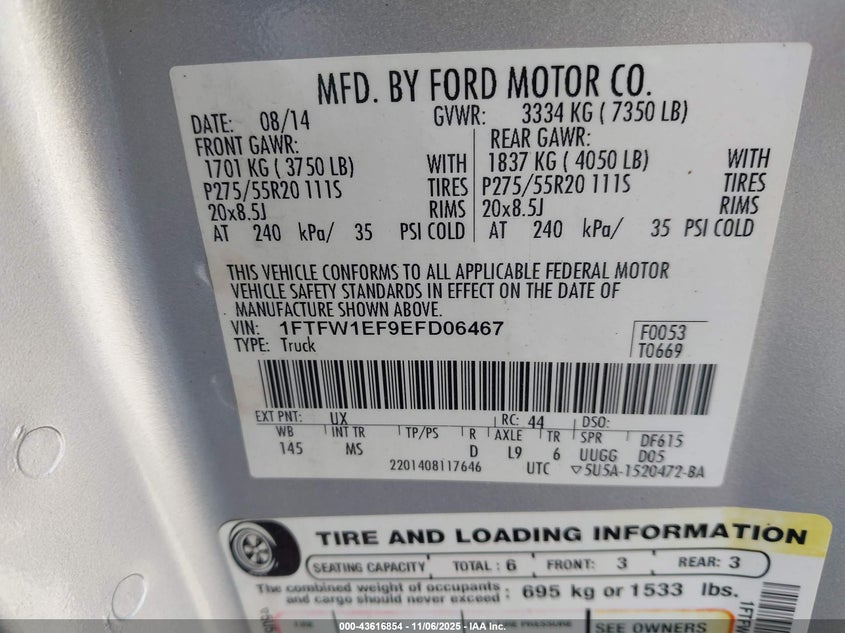 MFD. BY FORD MOTOR CO.
DATE: 08/14 GVWR: 3334 KG ( 7350 LB)
FRONT GAWR: REAR GAWR:
1701 KG ( 3750 LB) WITH 1837 KG ( 4050 LB) WITH
P275/55R20 111S TIRES P275/55R20 111S TIRES
20x8.5J RIMS 20x8.5J RIMS
AT 240 kPa/ 35 PSI COLD AT 240 kPa/ 35 PSI COLD
THIS VEHICLE CONFORMS TO ALL APPLICABLE FEDERAL MOTOR
VEHICLE SAFETY STANDARDS IN EFFECT ON THE DATE OF
MANUFACTURE SHOWN ABOVE.
VIN: 1FTFW1EF9EFD06467 F0053
TYPE: Truck T0669
EXT PNT: UX RC: 44 DSO:
WB INT TR TP/PS R AXLE TR SPR DF615
145 MS D L9 6 UUGG D05
2201408117646 UTC 5U5A-1520472-BA
TIRE AND LOADING INFORMATION
SEATING CAPACITY TOTAL : 6 FRONT: 3 REAR: 3
The combined weight of occupants
and cargo should never exceed : 695 kg or 1533 lbs.
SEE OWNERS
000-43616854 - 11/06/2025 - IAA Inc.